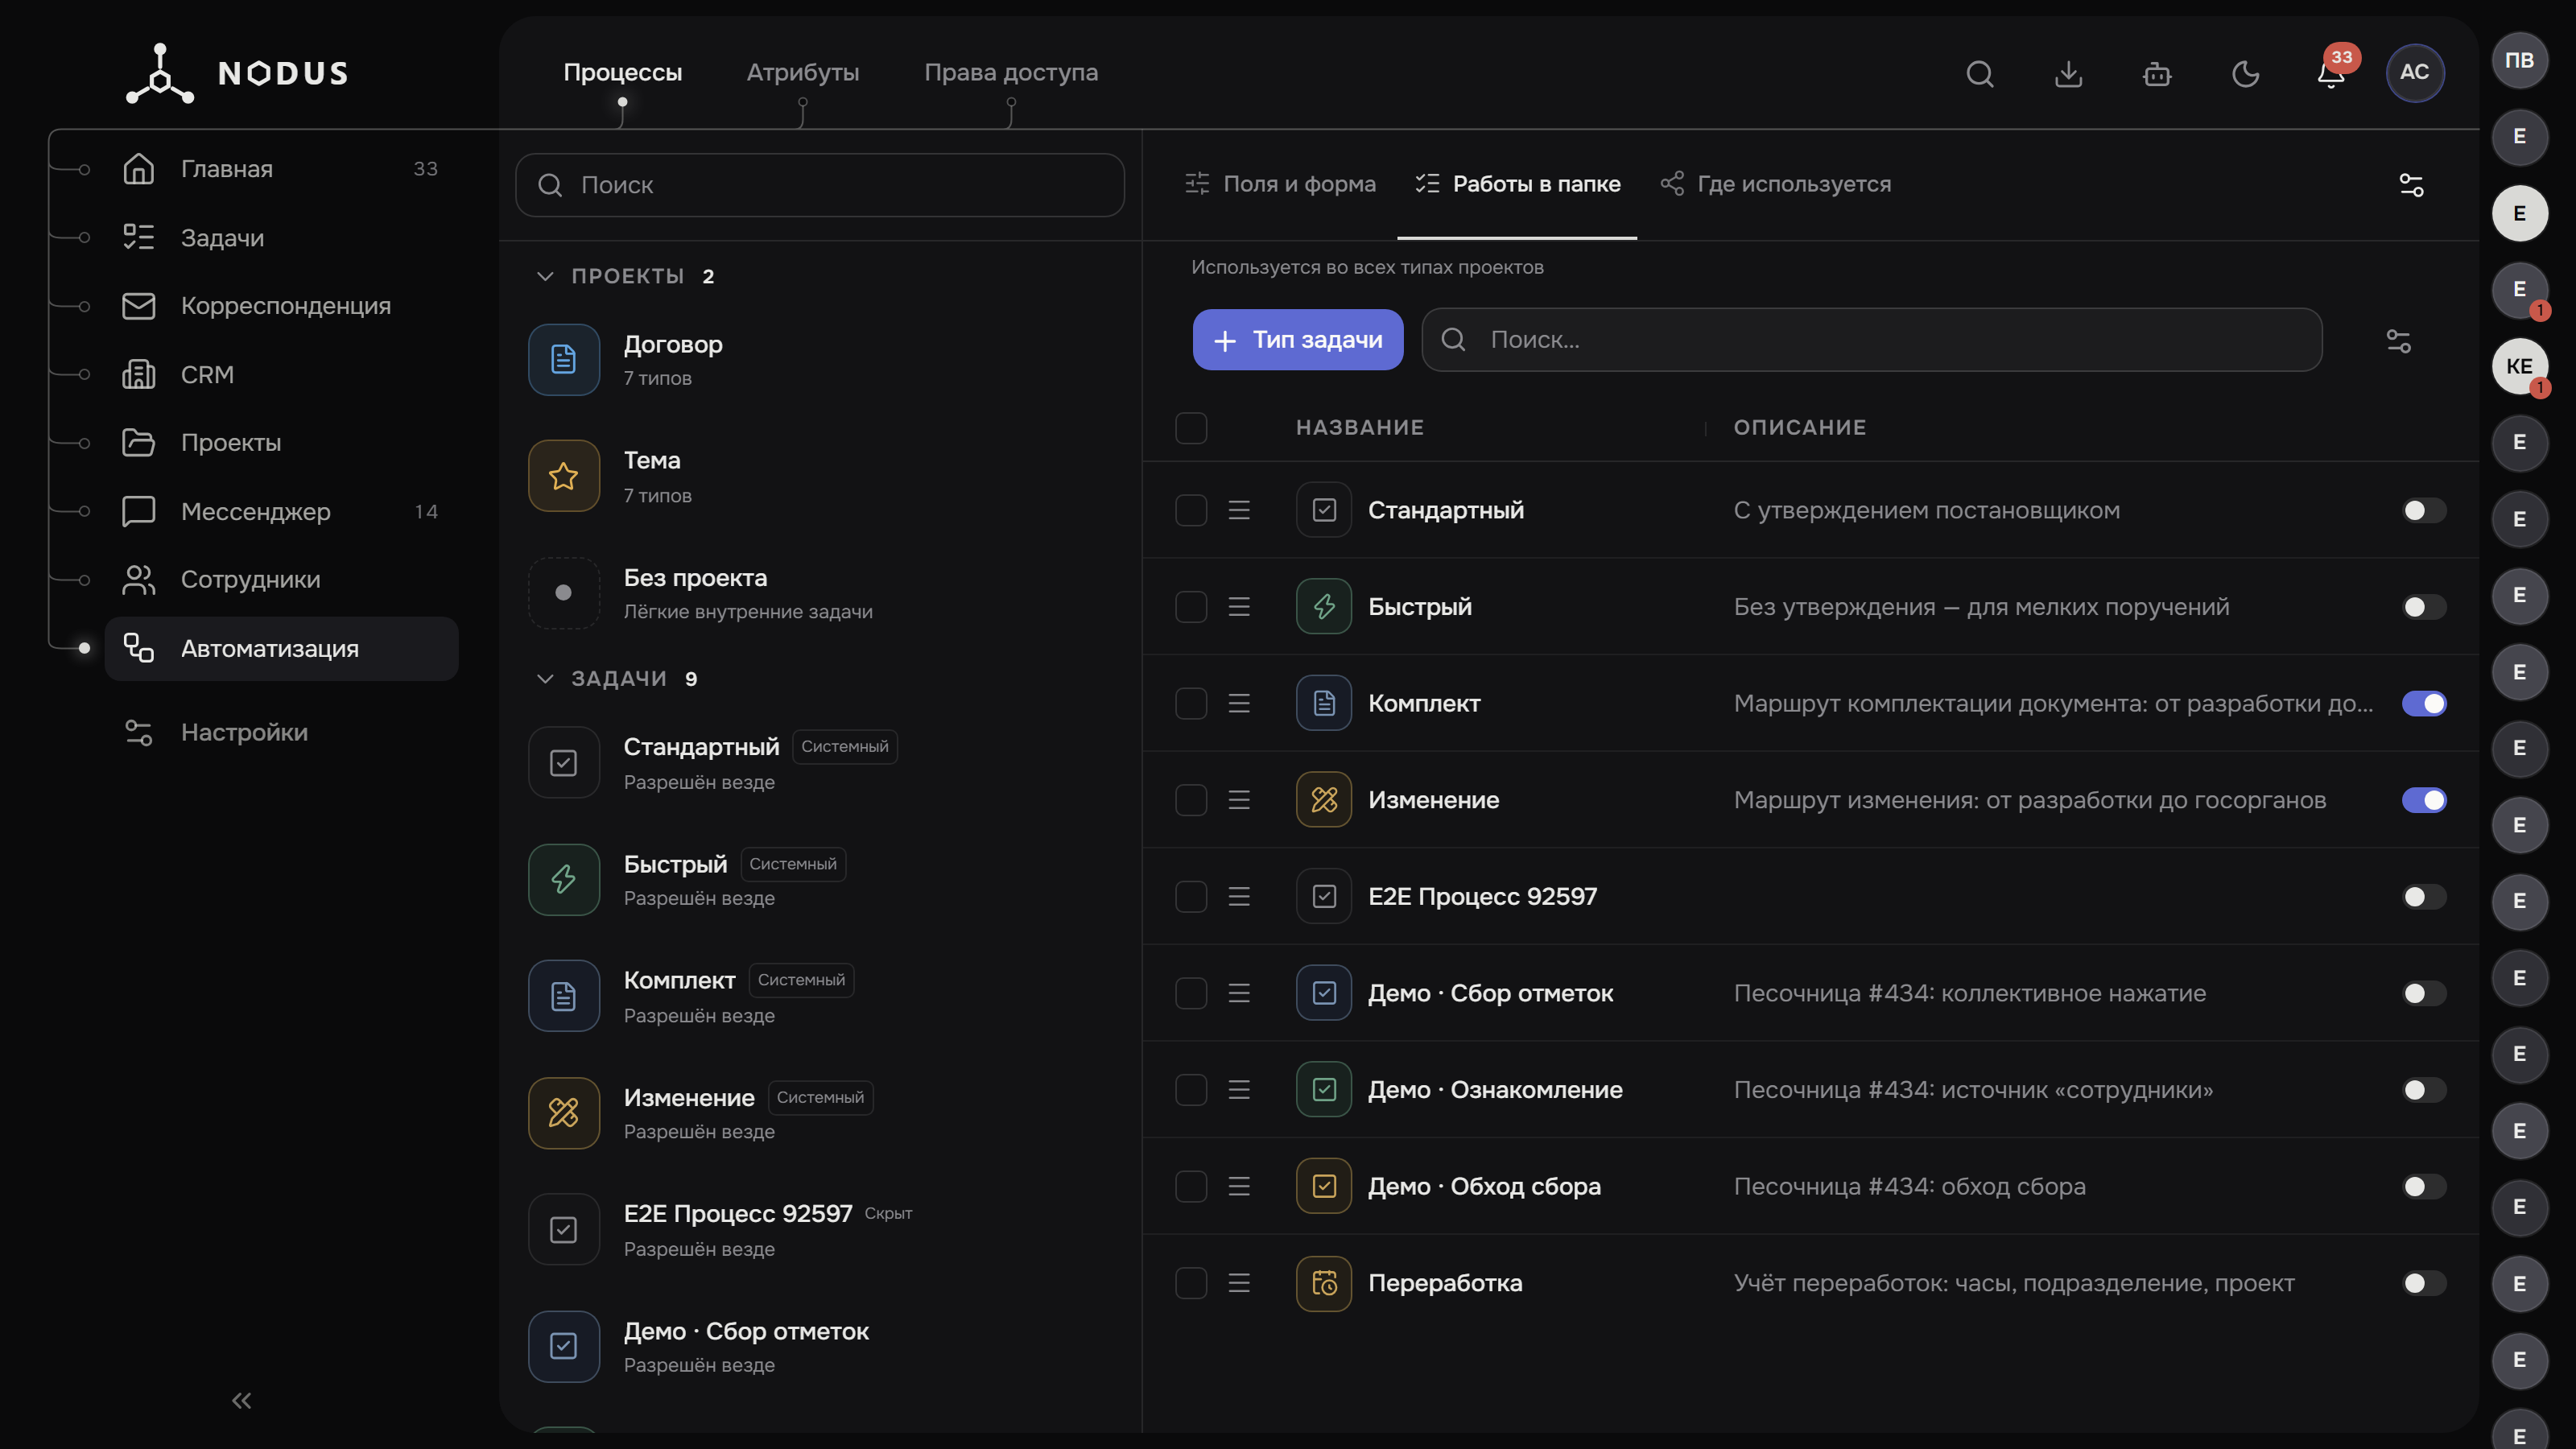 NODUS
Процессы
Атрибуты
Права доступа
33
АС
Главная
33
Задачи
Корреспонденция
CRM
Проекты
Мессенджер
14
Сотрудники
Автоматизация
Настройки
Поиск
ПРОЕКТЫ 2
Договор
7 типов
Тема
7 типов
Без проекта
Лёгкие внутренние задачи
ЗАДАЧИ 9
Стандартный Системный
Разрешён везде
Быстрый Системный
Разрешён везде
Комплект Системный
Разрешён везде
Изменение Системный
Разрешён везде
E2E Процесс 92597 Скрыт
Разрешён везде
Демо · Сбор отметок
Разрешён везде
Поля и форма
Работы в папке
Где используется
Используется во всех типах проектов
Тип задачи
Поиск...
НАЗВАНИЕ ОПИСАНИЕ
Стандартный С утверждением постановщиком
Быстрый Без утверждения — для мелких поручений
Комплект Маршрут комплектации документа: от разработки до...
Изменение Маршрут изменения: от разработки до госорганов
E2E Процесс 92597
Демо · Сбор отметок Песочница #434: коллективное нажатие
Демо · Ознакомление Песочница #434: источник «сотрудники»
Демо · Обход сбора Песочница #434: обход сбора
Переработка Учёт переработок: часы, подразделение, проект
ПВ
Е
Е
Е
1
КЕ
1
Е
Е
Е
Е
Е
Е
Е
Е
Е
Е
Е
Е
Е
Е